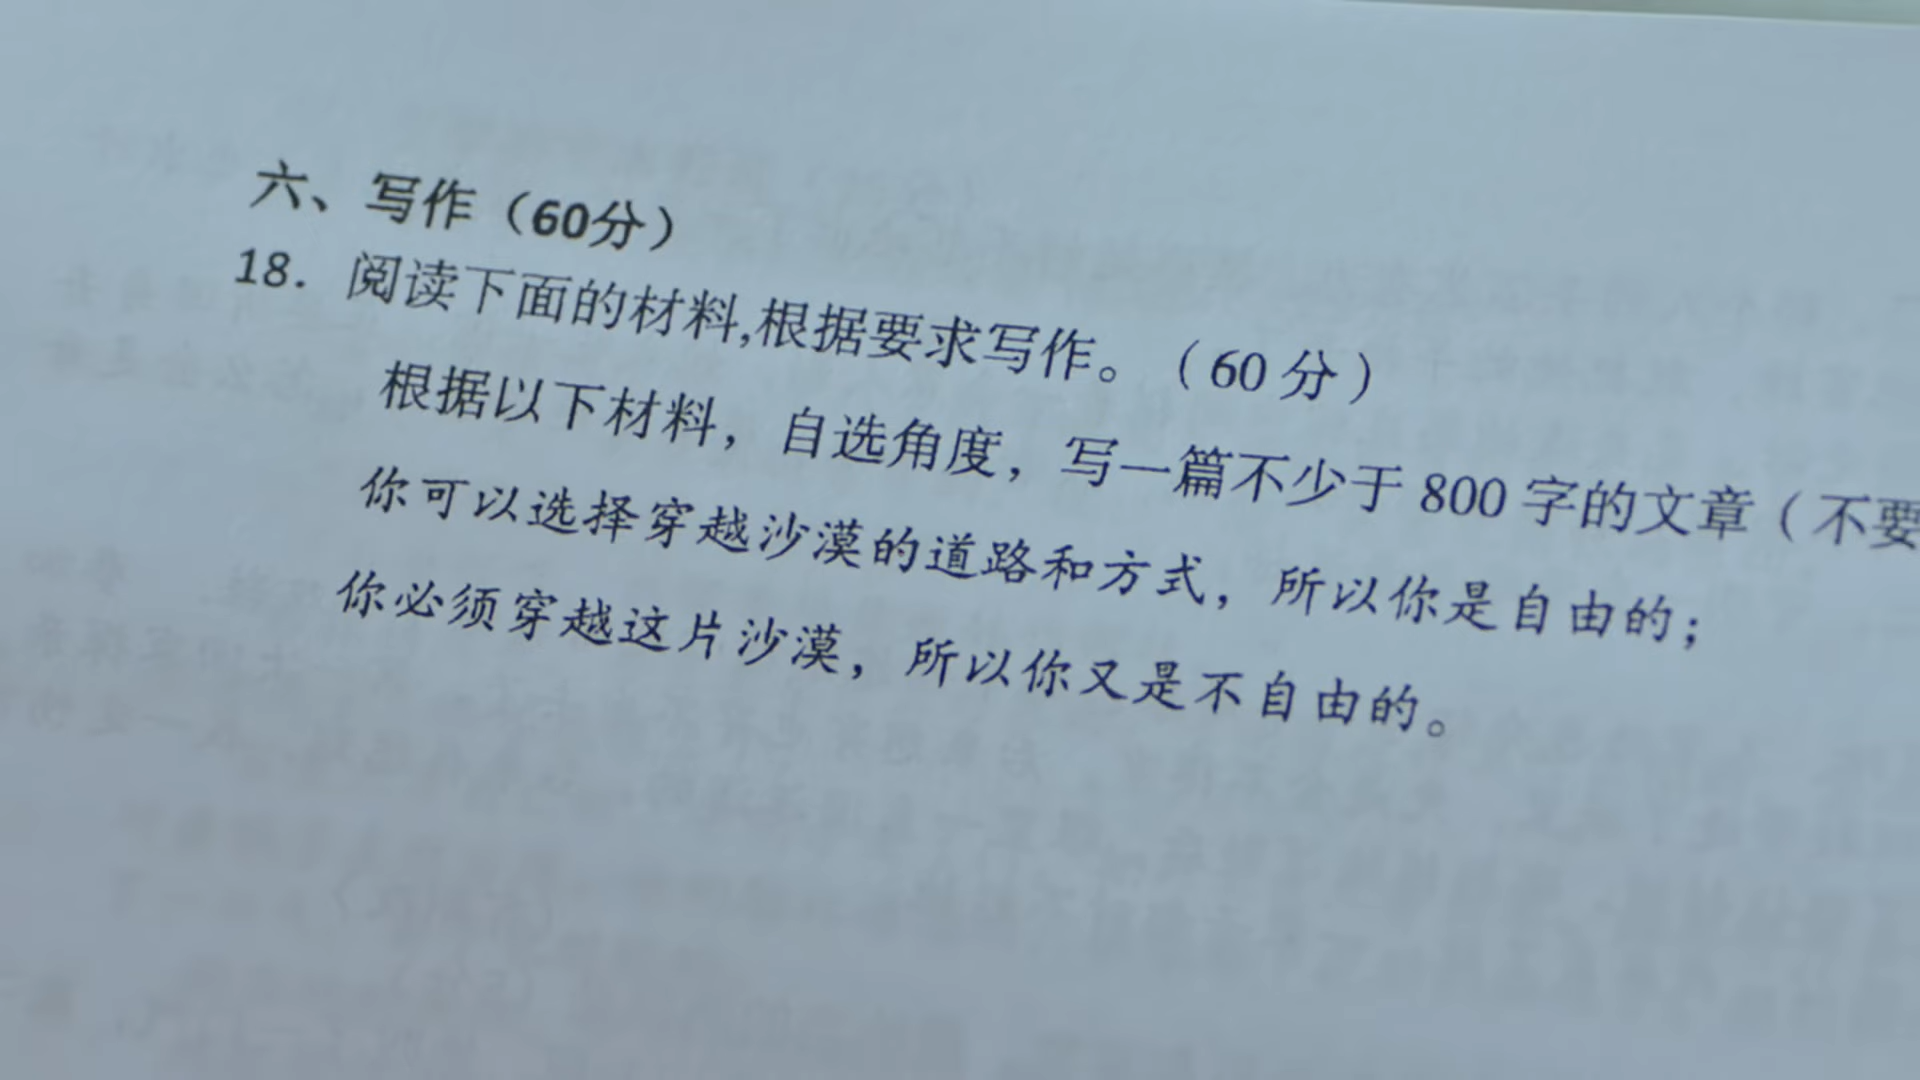 六、写作（60分）
18. 阅读下面的材料,根据要求写作。（60 分）
根据以下材料，自选角度，写一篇不少于 800 字的文章（不要
你可以选择穿越沙漠的道路和方式，所以你是自由的；
你必须穿越这片沙漠，所以你又是不自由的。